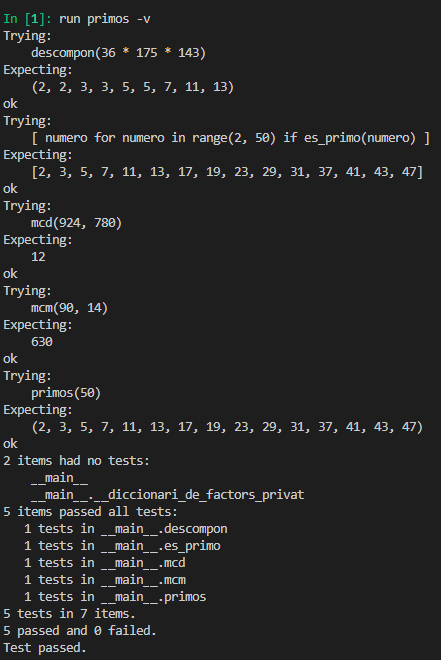 In [1]: run primos -v
Trying:
    descompon(36 * 175 * 143)
Expecting:
    (2, 2, 3, 3, 5, 5, 7, 11, 13)
ok
Trying:
    [ numero for numero in range(2, 50) if es_primo(numero) ]
Expecting:
    [2, 3, 5, 7, 11, 13, 17, 19, 23, 29, 31, 37, 41, 43, 47]
ok
Trying:
    mcd(924, 780)
Expecting:
    12
ok
Trying:
    mcm(90, 14)
Expecting:
    630
ok
Trying:
    primos(50)
Expecting:
    (2, 3, 5, 7, 11, 13, 17, 19, 23, 29, 31, 37, 41, 43, 47)
ok
2 items had no tests:
    __main__
    __main__.__diccionari_de_factors_privat
5 items passed all tests:
   1 tests in __main__.descompon
   1 tests in __main__.es_primo
   1 tests in __main__.mcd
   1 tests in __main__.mcm
   1 tests in __main__.primos
5 tests in 7 items.
5 passed and 0 failed.
Test passed.